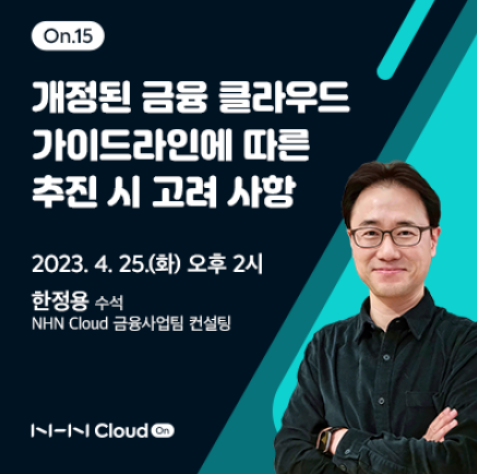 On.15
개정된 금융 클라우드
가이드라인에 따른
추진 시 고려 사항
2023. 4. 25.(화) 오후 2시
한정용 수석
NHN Cloud 금융사업팀 컨설팅
NHN Cloud On